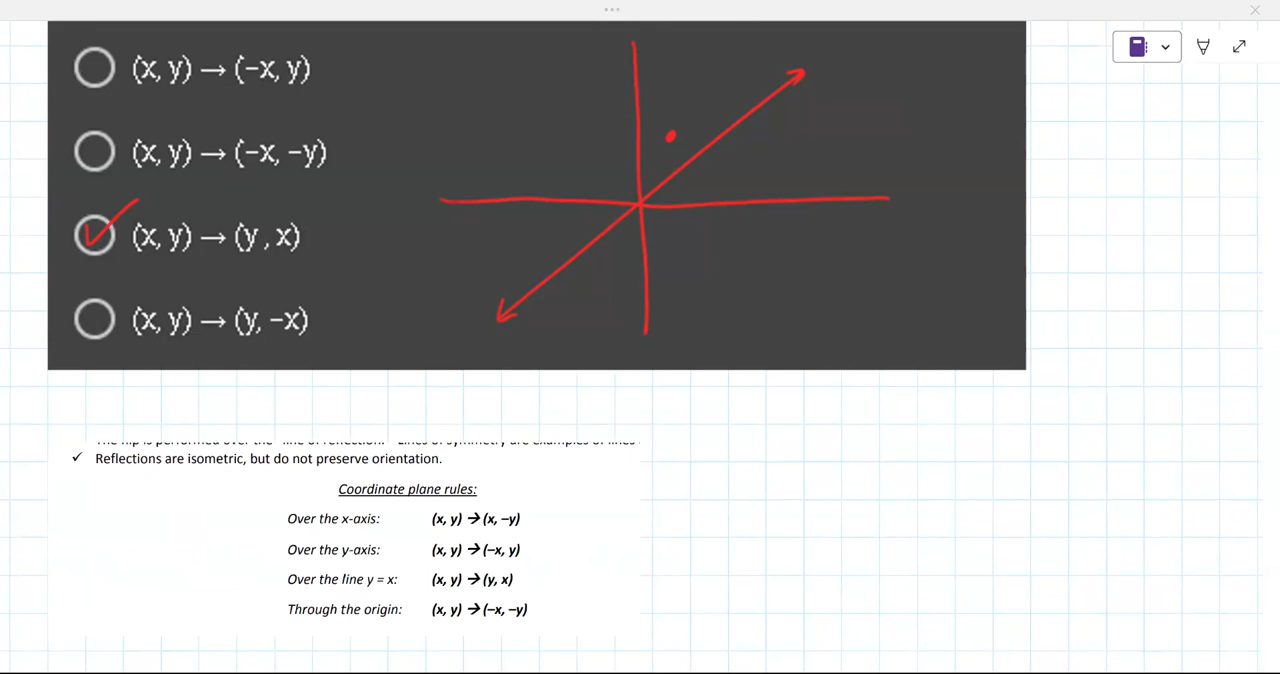 (x, y) → (−x, y)
(x, y) → (−x, −y)
(x, y) → (y , x)
(x, y) → (y, −x)
✓ Reflections are isometric, but do not preserve orientation.
Coordinate plane rules:
Over the x-axis: (x, y) → (x, −y)
Over the y-axis: (x, y) → (−x, y)
Over the line y = x: (x, y) → (y, x)
Through the origin: (x, y) → (−x, −y)